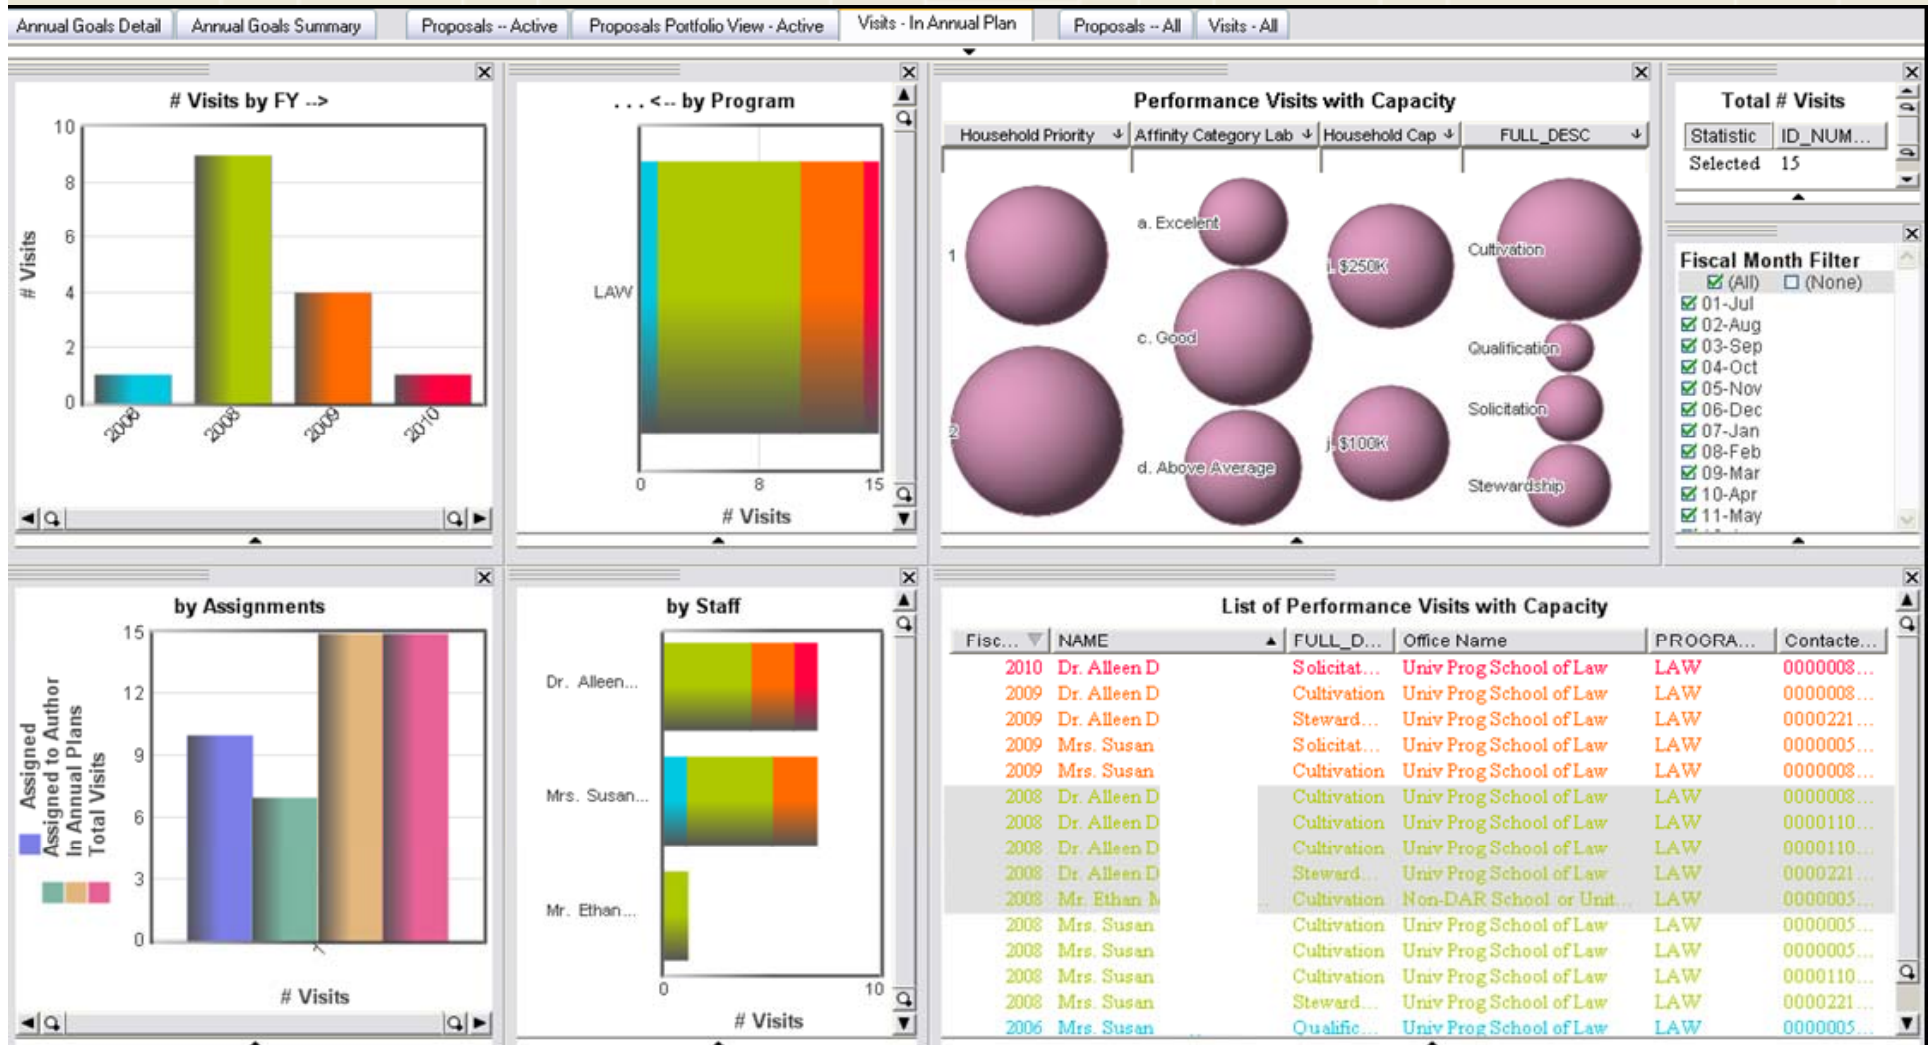 Annual Goals Detail Annual Goals Summary Proposals -- Active Proposals Portfolio View - Active Visits - In Annual Plan Proposals -- All Visits - All
# Visits by FY -->
10
8
6
4
2
0
# Visits
2006 2008 2009 2010
. . . <-- by Program
LAW
0 8 15
# Visits
Performance Visits with Capacity
Household Priority Affinity Category Lab Household Cap FULL_DESC
1
2
a. Excelent
c. Good
d. Above Average
i. $250K
j. $100K
Cultivation
Qualification
Solicitation
Stewardship
Total # Visits
Statistic ID_NUM...
Selected 15
Fiscal Month Filter
(All) (None)
01-Jul
02-Aug
03-Sep
04-Oct
05-Nov
06-Dec
07-Jan
08-Feb
09-Mar
10-Apr
11-May
by Assignments
15
12
9
6
3
0
Assigned
Assigned to Author
In Annual Plans
Total Visits
1
# Visits
by Staff
Dr. Alleen...
Mrs. Susan...
Mr. Ethan...
0 10
# Visits
List of Performance Visits with Capacity
Fisc... NAME FULL_D... Office Name PROGRA... Contacte...
2010 Dr. Alleen D Solicitat... Univ Prog School of Law LAW 0000008...
2009 Dr. Alleen D Cultivation Univ Prog School of Law LAW 0000008...
2009 Dr. Alleen D Steward... Univ Prog School of Law LAW 0000221...
2009 Mrs. Susan Solicitat... Univ Prog School of Law LAW 0000005...
2009 Mrs. Susan Cultivation Univ Prog School of Law LAW 0000008...
2008 Dr. Alleen D Cultivation Univ Prog School of Law LAW 0000008...
2008 Dr. Alleen D Cultivation Univ Prog School of Law LAW 0000110...
2008 Dr. Alleen D Cultivation Univ Prog School of Law LAW 0000110...
2008 Dr. Alleen D Steward... Univ Prog School of Law LAW 0000221...
2008 Mr. Ethan M ... Cultivation Non-DAR School or Unit... LAW 0000005...
2008 Mrs. Susan Cultivation Univ Prog School of Law LAW 0000005...
2008 Mrs. Susan Cultivation Univ Prog School of Law LAW 0000005...
2008 Mrs. Susan Cultivation Univ Prog School of Law LAW 0000110...
2008 Mrs. Susan Steward... Univ Prog School of Law LAW 0000221...
2006 Mrs. Susan Qualific... Univ Prog School of Law LAW 0000005...